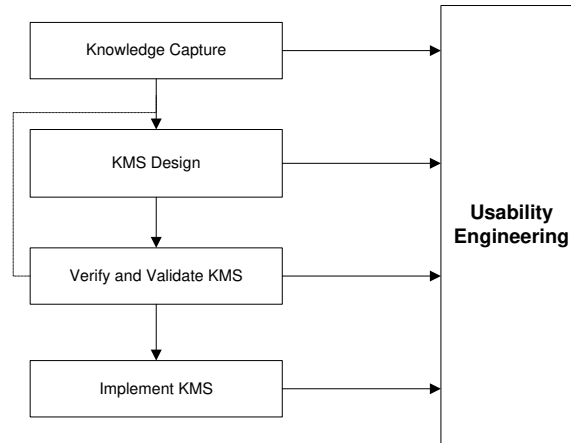 Knowledge Capture
KMS Design
Usability
Engineering
Verify and Validate KMS
Implement KMS